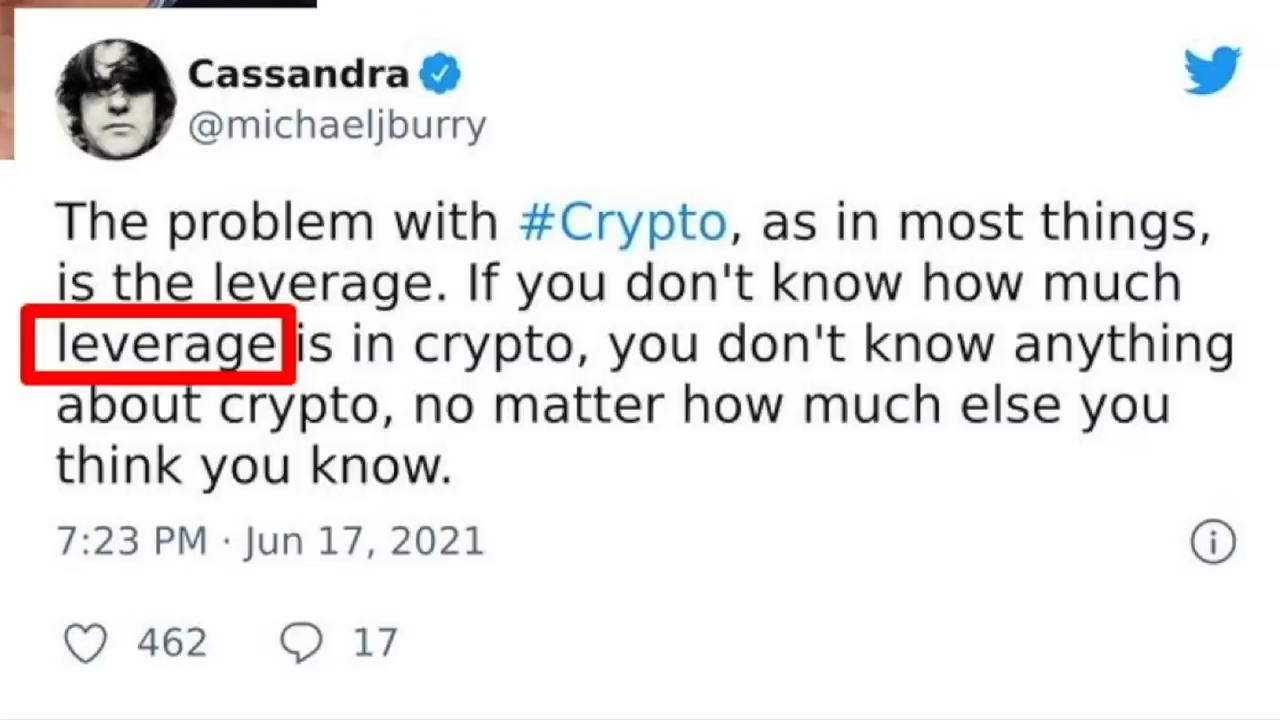 Cassandra
@michaeljburry
The problem with #Crypto, as in most things,
is the leverage. If you don't know how much
leverage is in crypto, you don't know anything
about crypto, no matter how much else you
think you know.
7:23 PM · Jun 17, 2021
462 17